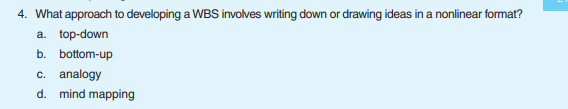 4. What approach to developing a WBS involves writing down or drawing ideas in a nonlinear format?
a. top-down
b. bottom-up
c. analogy
d. mind mapping